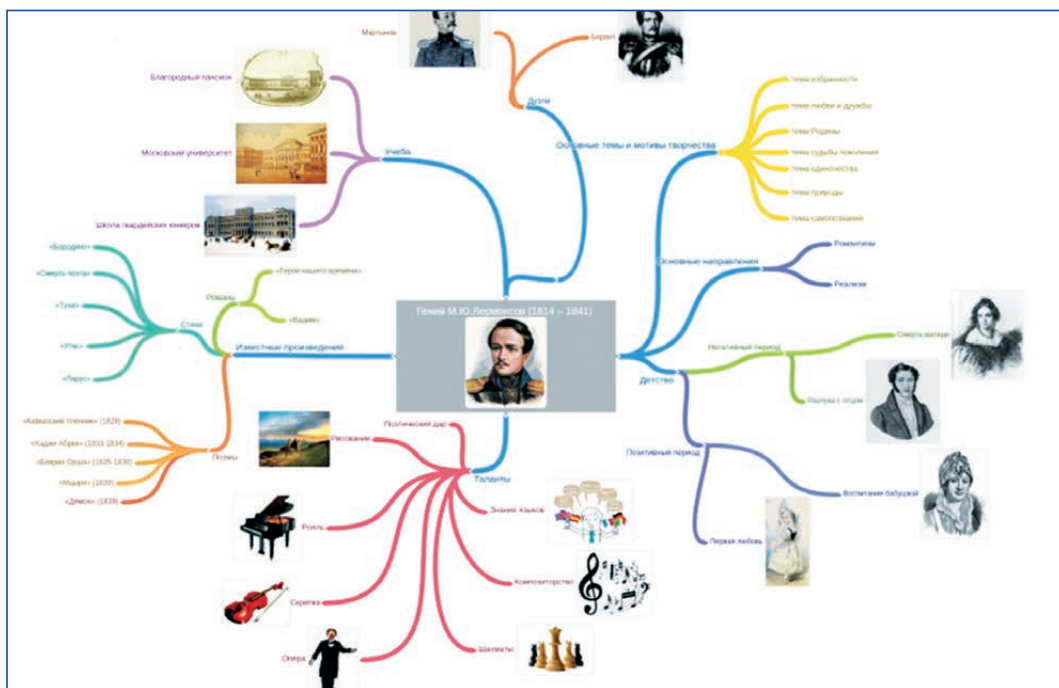 Гений М.Ю.Лермонтов (1814 – 1841)
Дуэли
Мартынов
Барант
Учеба
Благородный пансион
Московский университет
Школа гвардейских юнкеров
Основные темы и мотивы творчества
тема избранности
тема любви и дружбы
тема Родины
тема судьбы поколения
тема одиночества
тема природы
тема самопознания
Основные направления
Романтизм
Реализм
Детство
Негативный период
Смерть матери
Разлука с отцом
Позитивный период
Воспитание бабушкой
Первая любовь
Известные произведения
Романы
«Герой нашего времени»
«Вадим»
Стихи
«Бородино»
«Смерть поэта»
«Тучи»
«Утес»
«Парус»
Поэмы
«Кавказский пленник» (1828)
«Хаджи Абрек» (1833-1834)
«Боярин Орша» (1835-1836)
«Мцыри» (1839)
«Демон» (1839)
Таланты
Поэтический дар
Рисование
Рояль
Скрипка
Опера
Знание языков
Композиторство
Шахматы